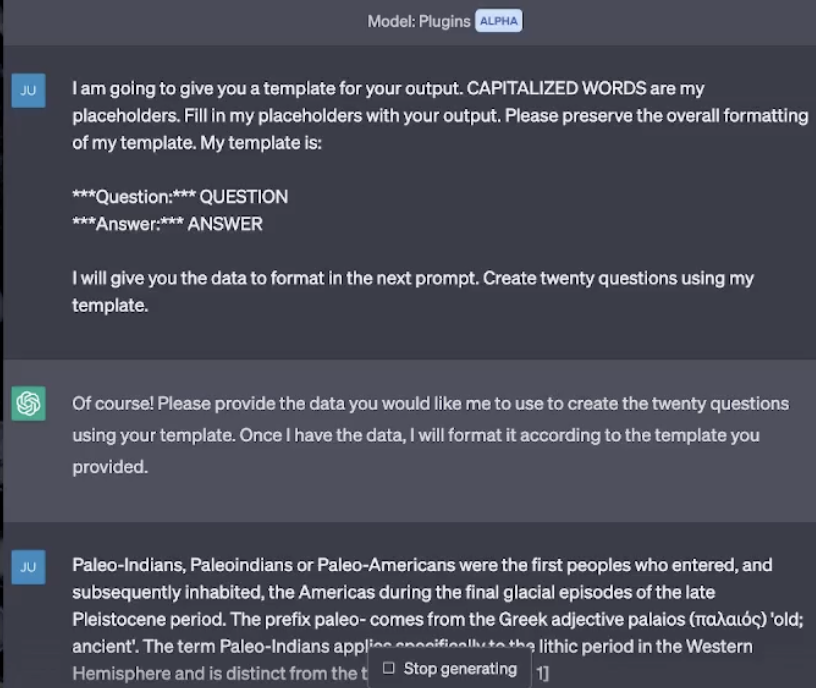 Model: Plugins ALPHA
JU
I am going to give you a template for your output. CAPITALIZED WORDS are my
placeholders. Fill in my placeholders with your output. Please preserve the overall formatting
of my template. My template is:
***Question:*** QUESTION
***Answer:*** ANSWER
I will give you the data to format in the next prompt. Create twenty questions using my
template.
Of course! Please provide the data you would like me to use to create the twenty questions
using your template. Once I have the data, I will format it according to the template you
provided.
JU
Paleo-Indians, Paleoindians or Paleo-Americans were the first peoples who entered, and
subsequently inhabited, the Americas during the final glacial episodes of the late
Pleistocene period. The prefix paleo- comes from the Greek adjective palaios (παλαιός) 'old;
ancient'. The term Paleo-Indians applies specifically to the lithic period in the Western
Hemisphere and is distinct from the t 1]
Stop generating